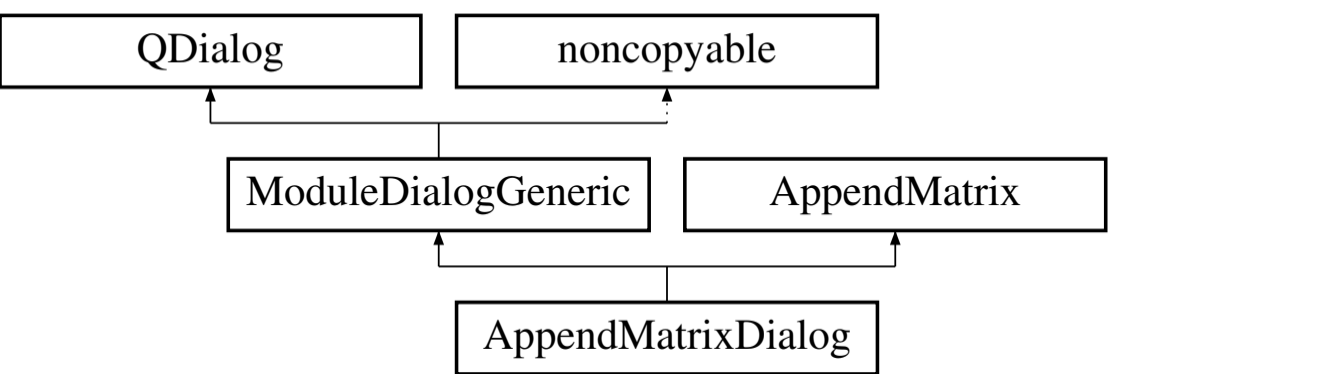 QDialog
noncopyable
ModuleDialogGeneric
AppendMatrix
AppendMatrixDialog